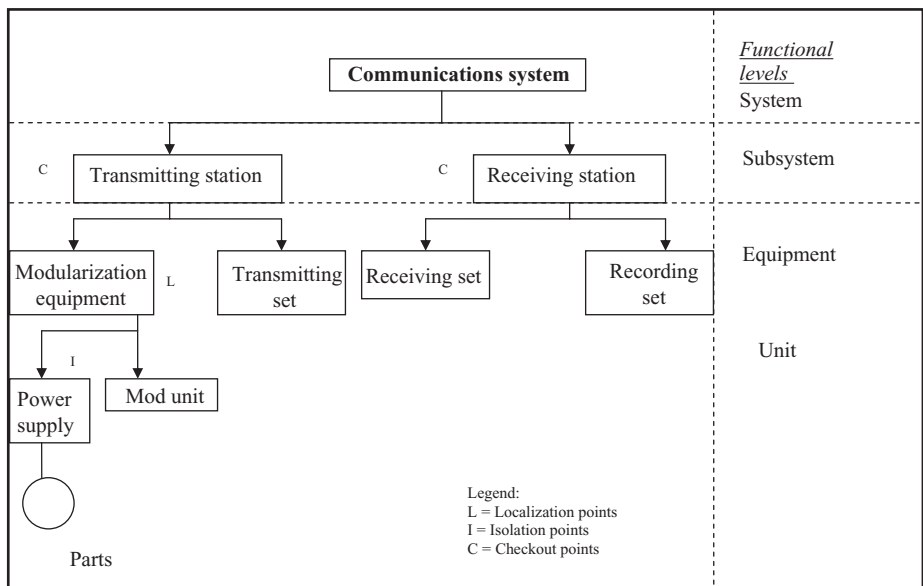 Communications system
Functional
levels
System
C
Transmitting station
C
Receiving station
Subsystem
Modularization
equipment
L
Transmitting
set
Receiving set
Recording
set
Equipment
I
Unit
Power
supply
Mod unit
Legend:
L = Localization points
I = Isolation points
C = Checkout points
Parts